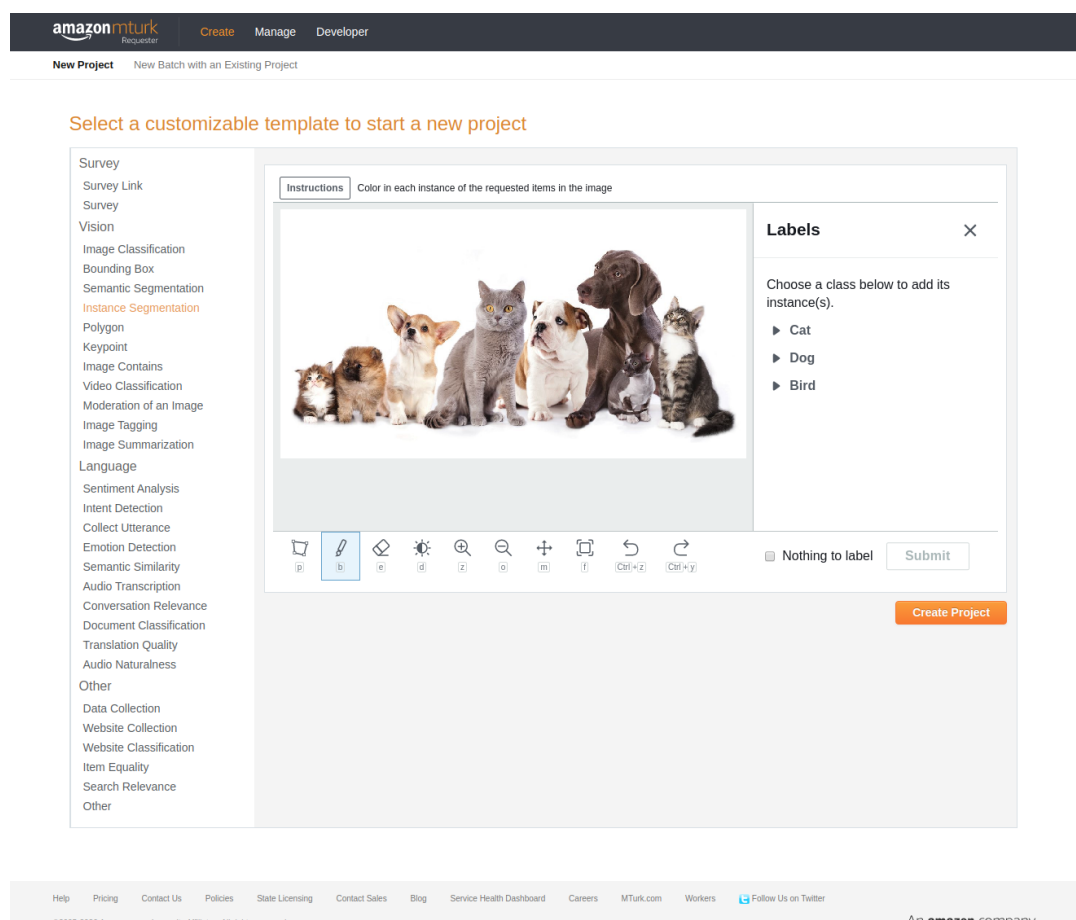 amazonmturk
Requester
Create Manage Developer
New Project New Batch with an Existing Project
Select a customizable template to start a new project
Survey
Survey Link
Survey
Vision
Image Classification
Bounding Box
Semantic Segmentation
Instance Segmentation
Polygon
Keypoint
Image Contains
Video Classification
Moderation of an Image
Image Tagging
Image Summarization
Language
Sentiment Analysis
Intent Detection
Collect Utterance
Emotion Detection
Semantic Similarity
Audio Transcription
Conversation Relevance
Document Classification
Translation Quality
Audio Naturalness
Other
Data Collection
Website Collection
Website Classification
Item Equality
Search Relevance
Other
Instructions Color in each instance of the requested items in the image
Labels
Choose a class below to add its
instance(s).
Cat
Dog
Bird
p b e d z o m f Ctrl+z Ctrl+y
Nothing to label Submit
Create Project
Help Pricing Contact Us Policies State Licensing Contact Sales Blog Service Health Dashboard Careers MTurk.com Workers Follow Us on Twitter
An amazon company